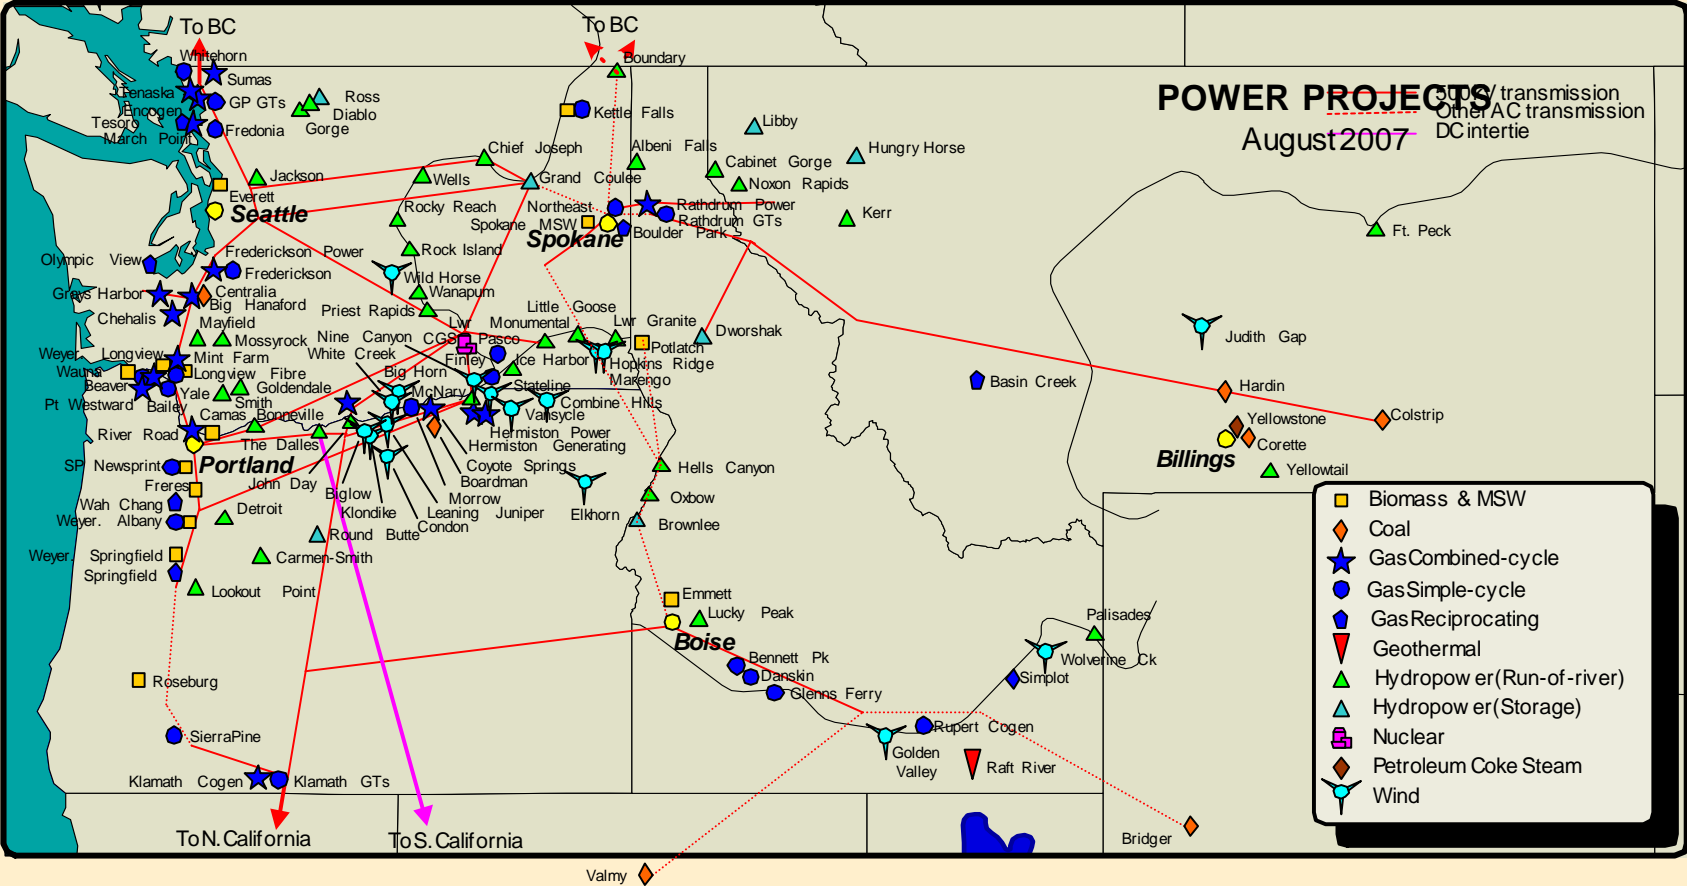 To BC
To BC
Whitehorn
Sumas
Boundary
Tenaska
GP GTs
Ross
Encogen
Diablo
Kettle Falls
Tesoro
Fredonia
Gorge
March Point
POWER PROJECTS
August 2007
500kV transmission
Other AC transmission
DC intertie
Libby
Chief Joseph
Albeni Falls
Hungry Horse
Jackson
Wells
Grand Coulee
Cabinet Gorge
Noxon Rapids
Everett
Seattle
Rocky Reach
Northeast
Rathdrum Power
Kerr
Spokane MSW
Rathdrum GTs
Spokane
Boulder Park
Ft. Peck
Frederickson Power
Rock Island
Olympic View
Frederickson
Wild Horse
Grays Harbor
Centralia
Wanapum
Big Hanaford
Priest Rapids
Little Goose
Chehalis
Mayfield
Lwr Monumental
Lwr Granite
Dworshak
Mossyrock
Nine Canyon
CGS
Pasco
Potlatch
Judith Gap
Weyer. Longview
Mint Farm
White Creek
Finley
Ice Harbor
Hopkins Ridge
Wauna
Longview Fibre
Big Horn
Marengo
Basin Creek
Beaver
Yale
Goldendale
McNary
Stateline
Hardin
Pt Westward
Bailey
Smith
Combine Hills
Camas
Bonneville
Vansycle
Colstrip
River Road
The Dalles
Hermiston Power
Yellowstone
Hermiston Generating
Corette
SP Newsprint
Portland
Coyote Springs
Hells Canyon
Billings
Yellowtail
Freres
John Day
Boardman
Biglow
Morrow
Oxbow
Wah Chang
Detroit
Klondike
Leaning Juniper
Elkhorn
Weyer. Albany
Condon
Brownlee
Round Butte
Weyer. Springfield
Carmen-Smith
Springfield
Lookout Point
Emmett
Lucky Peak
Palisades
Boise
Bennett Pk
Wolverine Ck
Roseburg
Danskin
Simplot
Glenns Ferry
SierraPine
Rupert Cogen
Golden
Valley
Raft River
Klamath Cogen
Klamath GTs
To N. California
To S. California
Bridger
Valmy
Biomass & MSW
Coal
Gas Combined-cycle
Gas Simple-cycle
Gas Reciprocating
Geothermal
Hydropower (Run-of-river)
Hydropower (Storage)
Nuclear
Petroleum Coke Steam
Wind